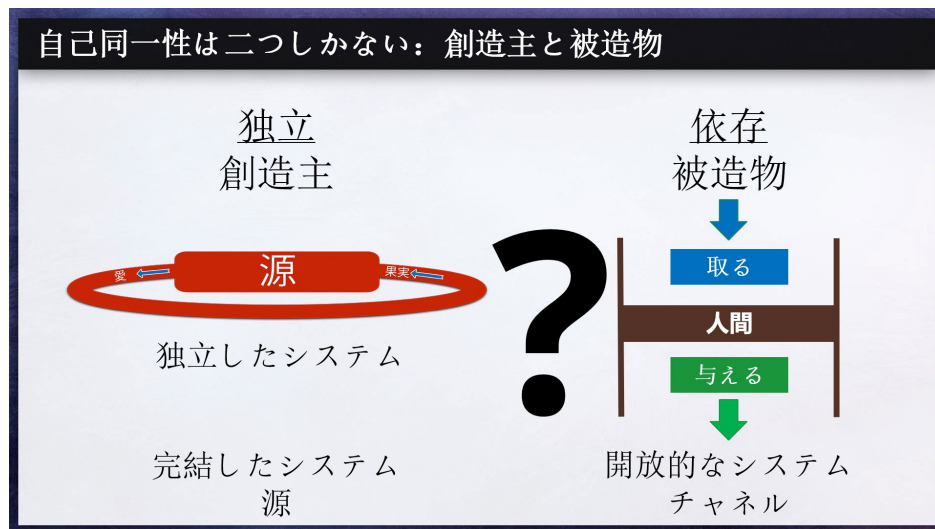 自己同一性は二つしかない：創造主と被造物
独立
創造主
愛
源
果実
独立したシステム
完結したシステム
源
?
依存
被造物
取る
人間
与える
開放的なシステム
チャネル